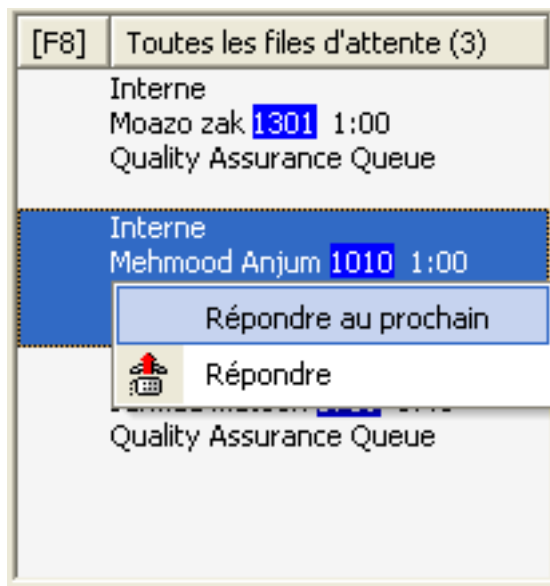 [F8] Toutes les files d'attente (3)
Interne
Moazo zak 1301 1:00
Quality Assurance Queue
Interne
Mehmood Anjum 1010 1:00
Répondre au prochain
Répondre
Quality Assurance Queue